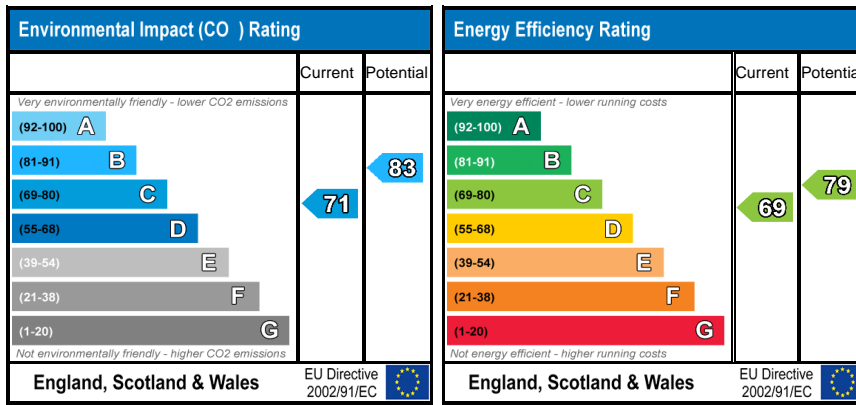 Environmental Impact (CO ) Rating
Current Potential
Very environmentally friendly - lower CO2 emissions
(92-100) A
(81-91) B
83
(69-80) C
71
(55-68) D
(39-54) E
(21-38) F
(1-20) G
Not environmentally friendly - higher CO2 emissions
England, Scotland & Wales
EU Directive
2002/91/EC
Energy Efficiency Rating
Current Potentia
Very energy efficient - lower running costs
(92-100) A
(81-91) B
(69-80) C
79
69
(55-68) D
(39-54) E
(21-38) F
(1-20) G
Not energy efficient - higher running costs
England, Scotland & Wales
EU Directive
2002/91/EC